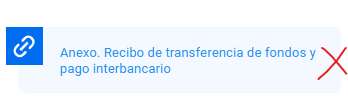 Anexo. Recibo de transferencia de fondos y
pago interbancario